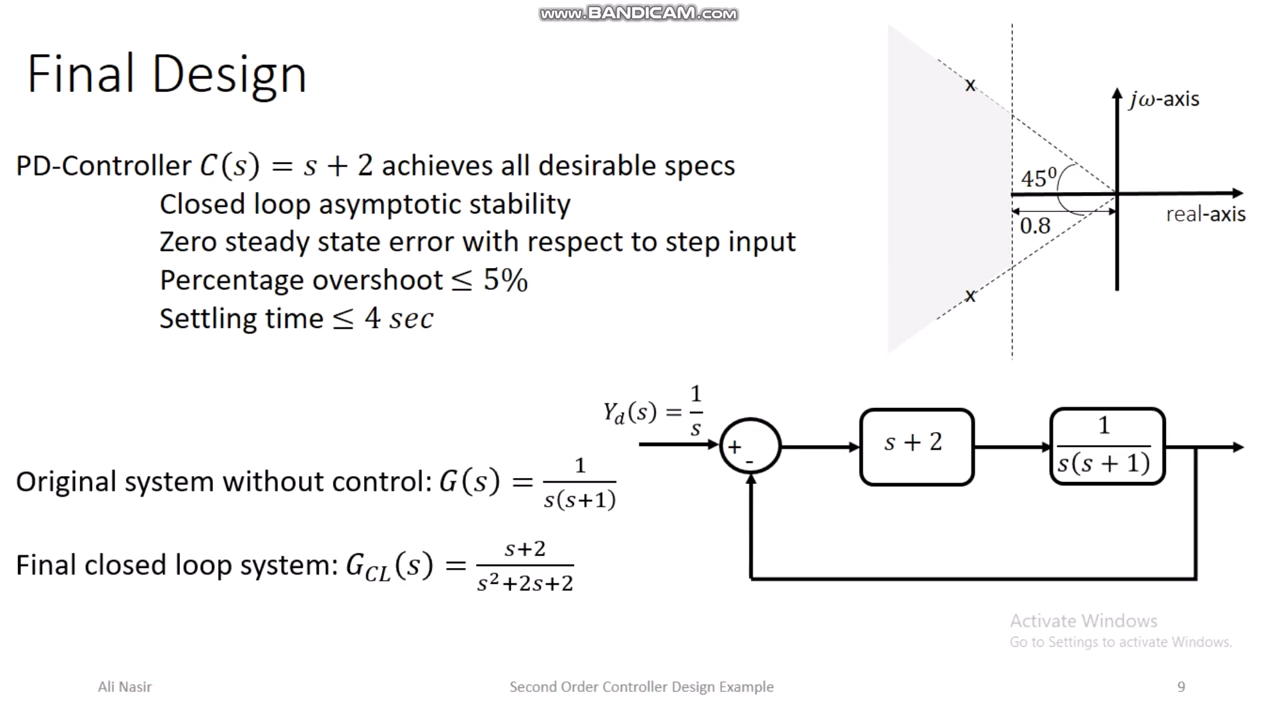 www.BANDICAM.com
Final Design
PD-Controller C(s) = s + 2 achieves all desirable specs
Closed loop asymptotic stability
Zero steady state error with respect to step input
Percentage overshoot ≤ 5%
Settling time ≤ 4 sec
x
jω-axis
45⁰
real-axis
0.8
x
Y_d(s) = 1/s
+
-
s + 2
1/(s(s + 1))
Original system without control: G(s) = 1/(s(s+1))
Final closed loop system: G_CL(s) = (s+2)/(s²+2s+2)
Activate Windows
Go to Settings to activate Windows.
Ali Nasir
Second Order Controller Design Example
9